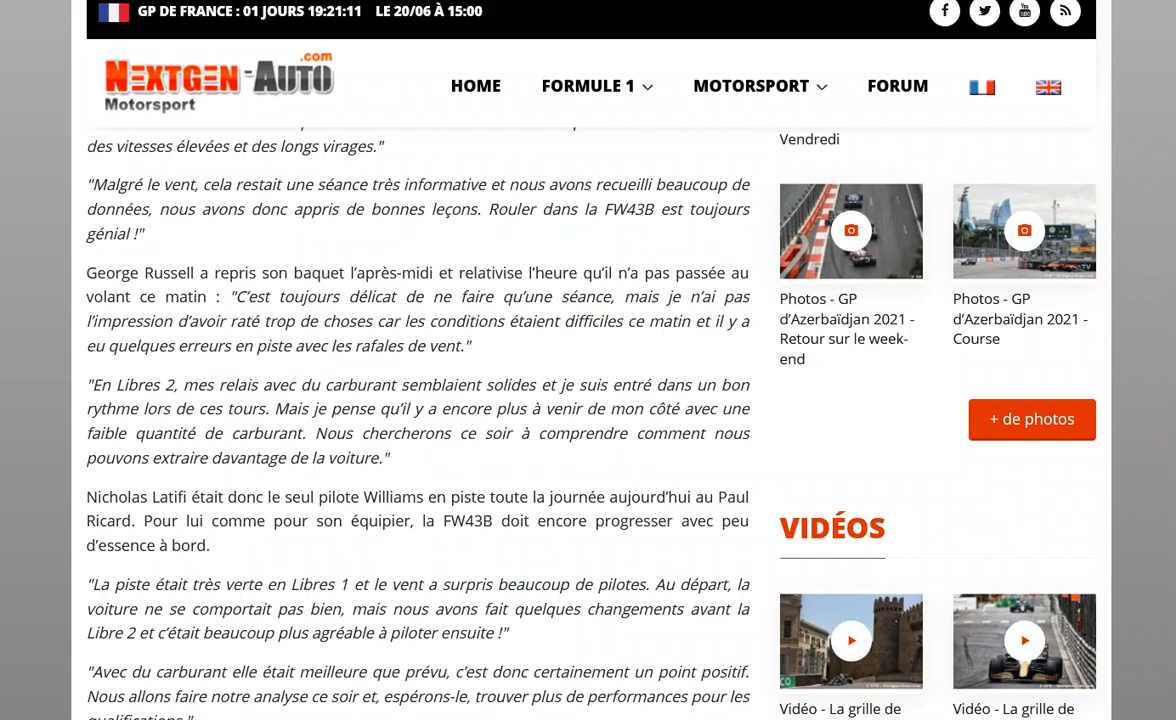 GP DE FRANCE : 01 JOURS 19:21:11 LE 20/06 À 15:00
NEXTGEN-AUTO.com
Motorsport
HOME FORMULE 1 MOTORSPORT FORUM
des vitesses élevées et des longs virages."
"Malgré le vent, cela restait une séance très informative et nous avons recueilli beaucoup de
données, nous avons donc appris de bonnes leçons. Rouler dans la FW43B est toujours
génial !"
George Russell a repris son baquet l’après-midi et relativise l’heure qu’il n’a pas passée au
volant ce matin : "C’est toujours délicat de ne faire qu’une séance, mais je n’ai pas
l’impression d’avoir raté trop de choses car les conditions étaient difficiles ce matin et il y a
eu quelques erreurs en piste avec les rafales de vent."
"En Libres 2, mes relais avec du carburant semblaient solides et je suis entré dans un bon
rythme lors de ces tours. Mais je pense qu’il y a encore plus à venir de mon côté avec une
faible quantité de carburant. Nous chercherons ce soir à comprendre comment nous
pouvons extraire davantage de la voiture."
Nicholas Latifi était donc le seul pilote Williams en piste toute la journée aujourd’hui au Paul
Ricard. Pour lui comme pour son équipier, la FW43B doit encore progresser avec peu
d’essence à bord.
"La piste était très verte en Libres 1 et le vent a surpris beaucoup de pilotes. Au départ, la
voiture ne se comportait pas bien, mais nous avons fait quelques changements avant la
Libre 2 et c’était beaucoup plus agréable à piloter ensuite !"
"Avec du carburant elle était meilleure que prévu, c’est donc certainement un point positif.
Nous allons faire notre analyse ce soir et, espérons-le, trouver plus de performances pour les
qualifications."
Vendredi
Photos - GP
d’Azerbaïdjan 2021 -
Retour sur le week-
end
Photos - GP
d’Azerbaïdjan 2021 -
Course
+ de photos
VIDÉOS
Vidéo - La grille de
Vidéo - La grille de